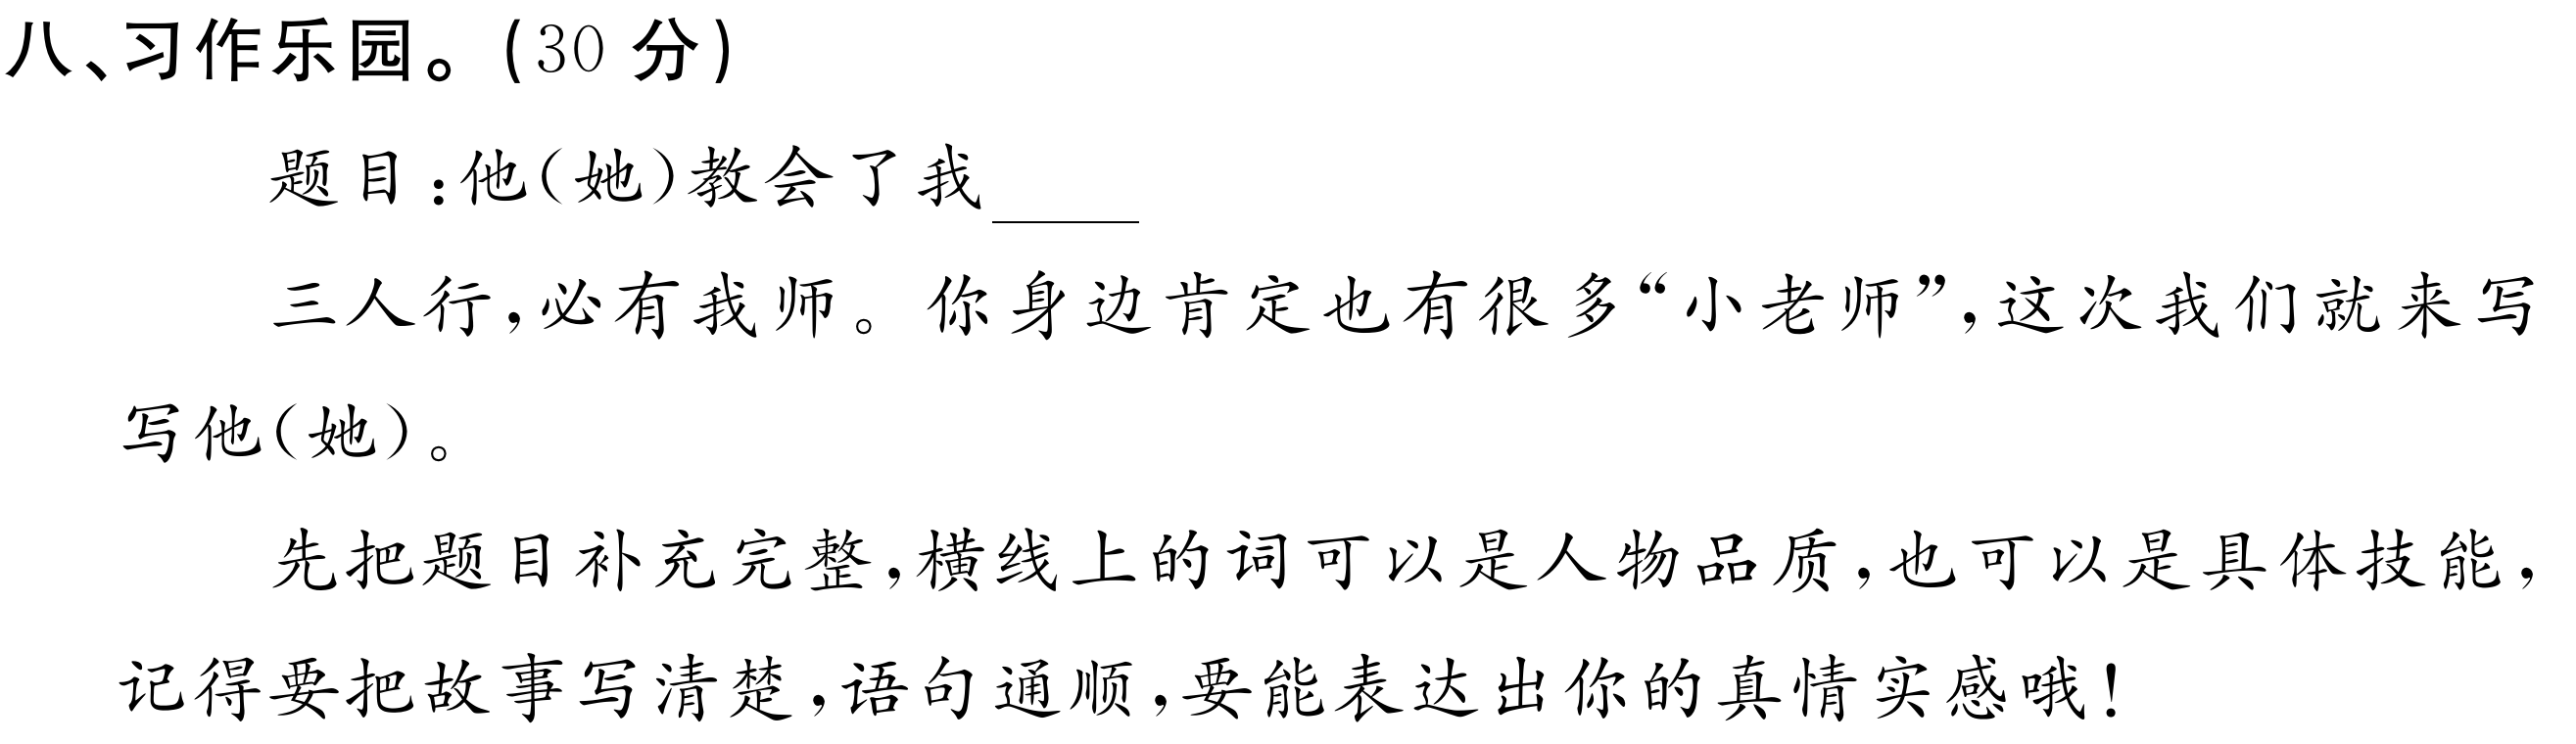 八、习作乐园。(30 分)
题目:他(她)教会了我______
三人行,必有我师。你身边肯定也有很多“小老师”,这次我们就来写
写他(她)。
先把题目补充完整,横线上的词可以是人物品质,也可以是具体技能,
记得要把故事写清楚,语句通顺,要能表达出你的真情实感哦!